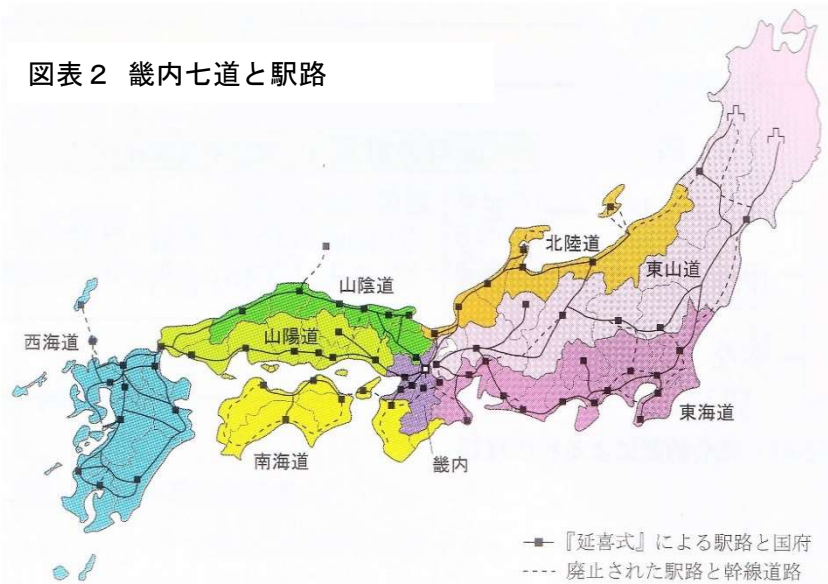 図表２ 畿内七道と駅路
北陸道
東山道
山陰道
山陽道
西海道
東海道
南海道
畿内
『延喜式』による駅路と国府
廃止された駅路と幹線道路